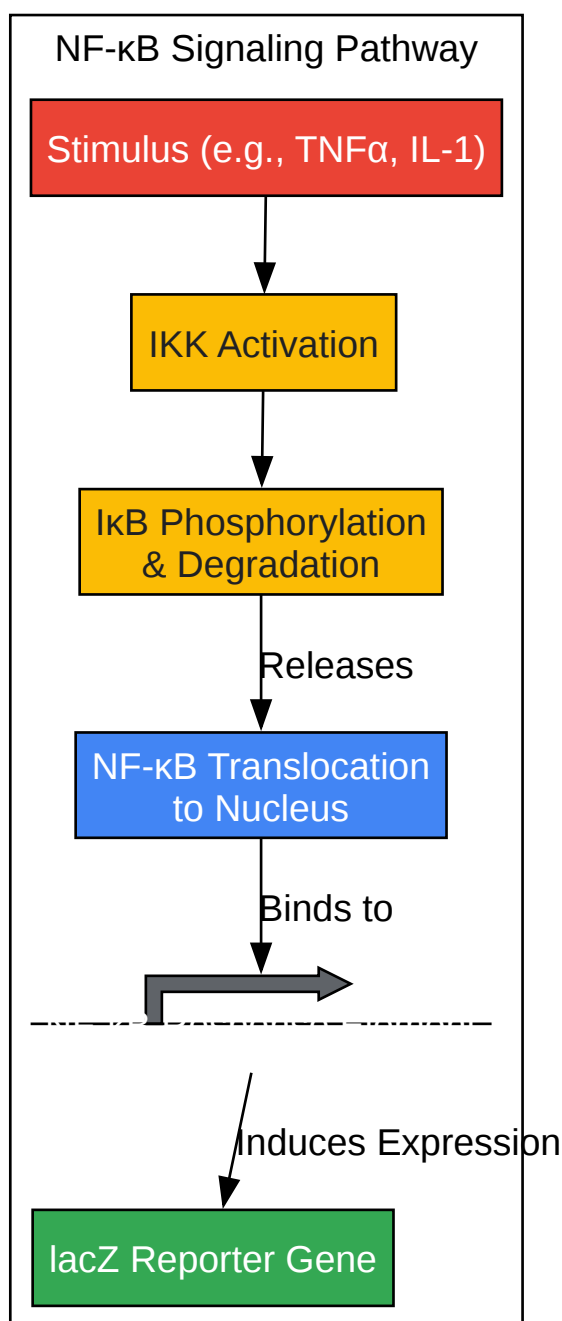 NF-κB Signaling Pathway
Stimulus (e.g., TNFα, IL-1)
IKK Activation
IκB Phosphorylation
& Degradation
Releases
NF-κB Translocation
to Nucleus
Binds to
Induces Expression
lacZ Reporter Gene